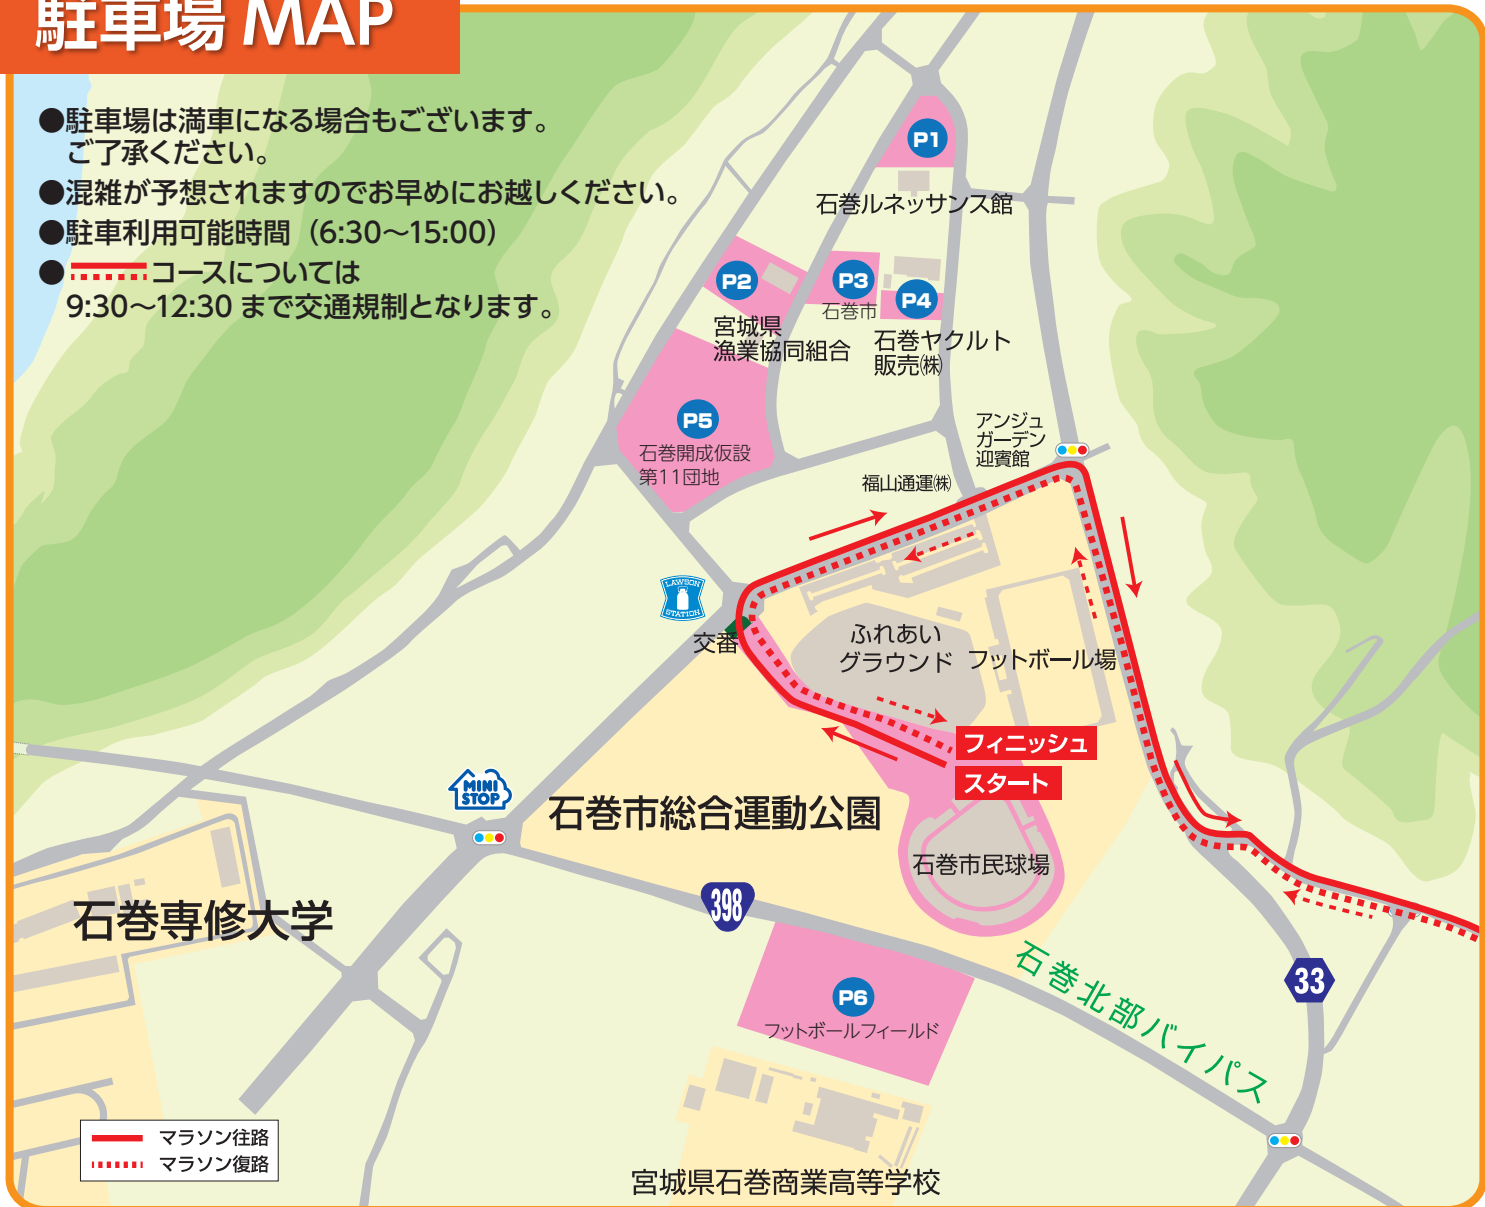 駐車場 MAP
●駐車場は満車になる場合もございます。
ご了承ください。
●混雑が予想されますのでお早めにお越しください。
●駐車利用可能時間（6:30～15:00）
● コースについては
9:30～12:30 まで交通規制となります。
P1
石巻ルネッサンス館
P2
宮城県
漁業協同組合
P3
石巻市
P4
石巻ヤクルト
販売㈱
P5
石巻開成仮設
第11団地
アンジュ
ガーデン
迎賓館
福山通運㈱
LAWSON
STATION
交番
ふれあい
グラウンド
フットボール場
フィニッシュ
スタート
MINI
STOP
石巻市総合運動公園
石巻市民球場
石巻専修大学
398
P6
フットボールフィールド
石巻北部バイパス
33
マラソン往路
マラソン復路
宮城県石巻商業高等学校